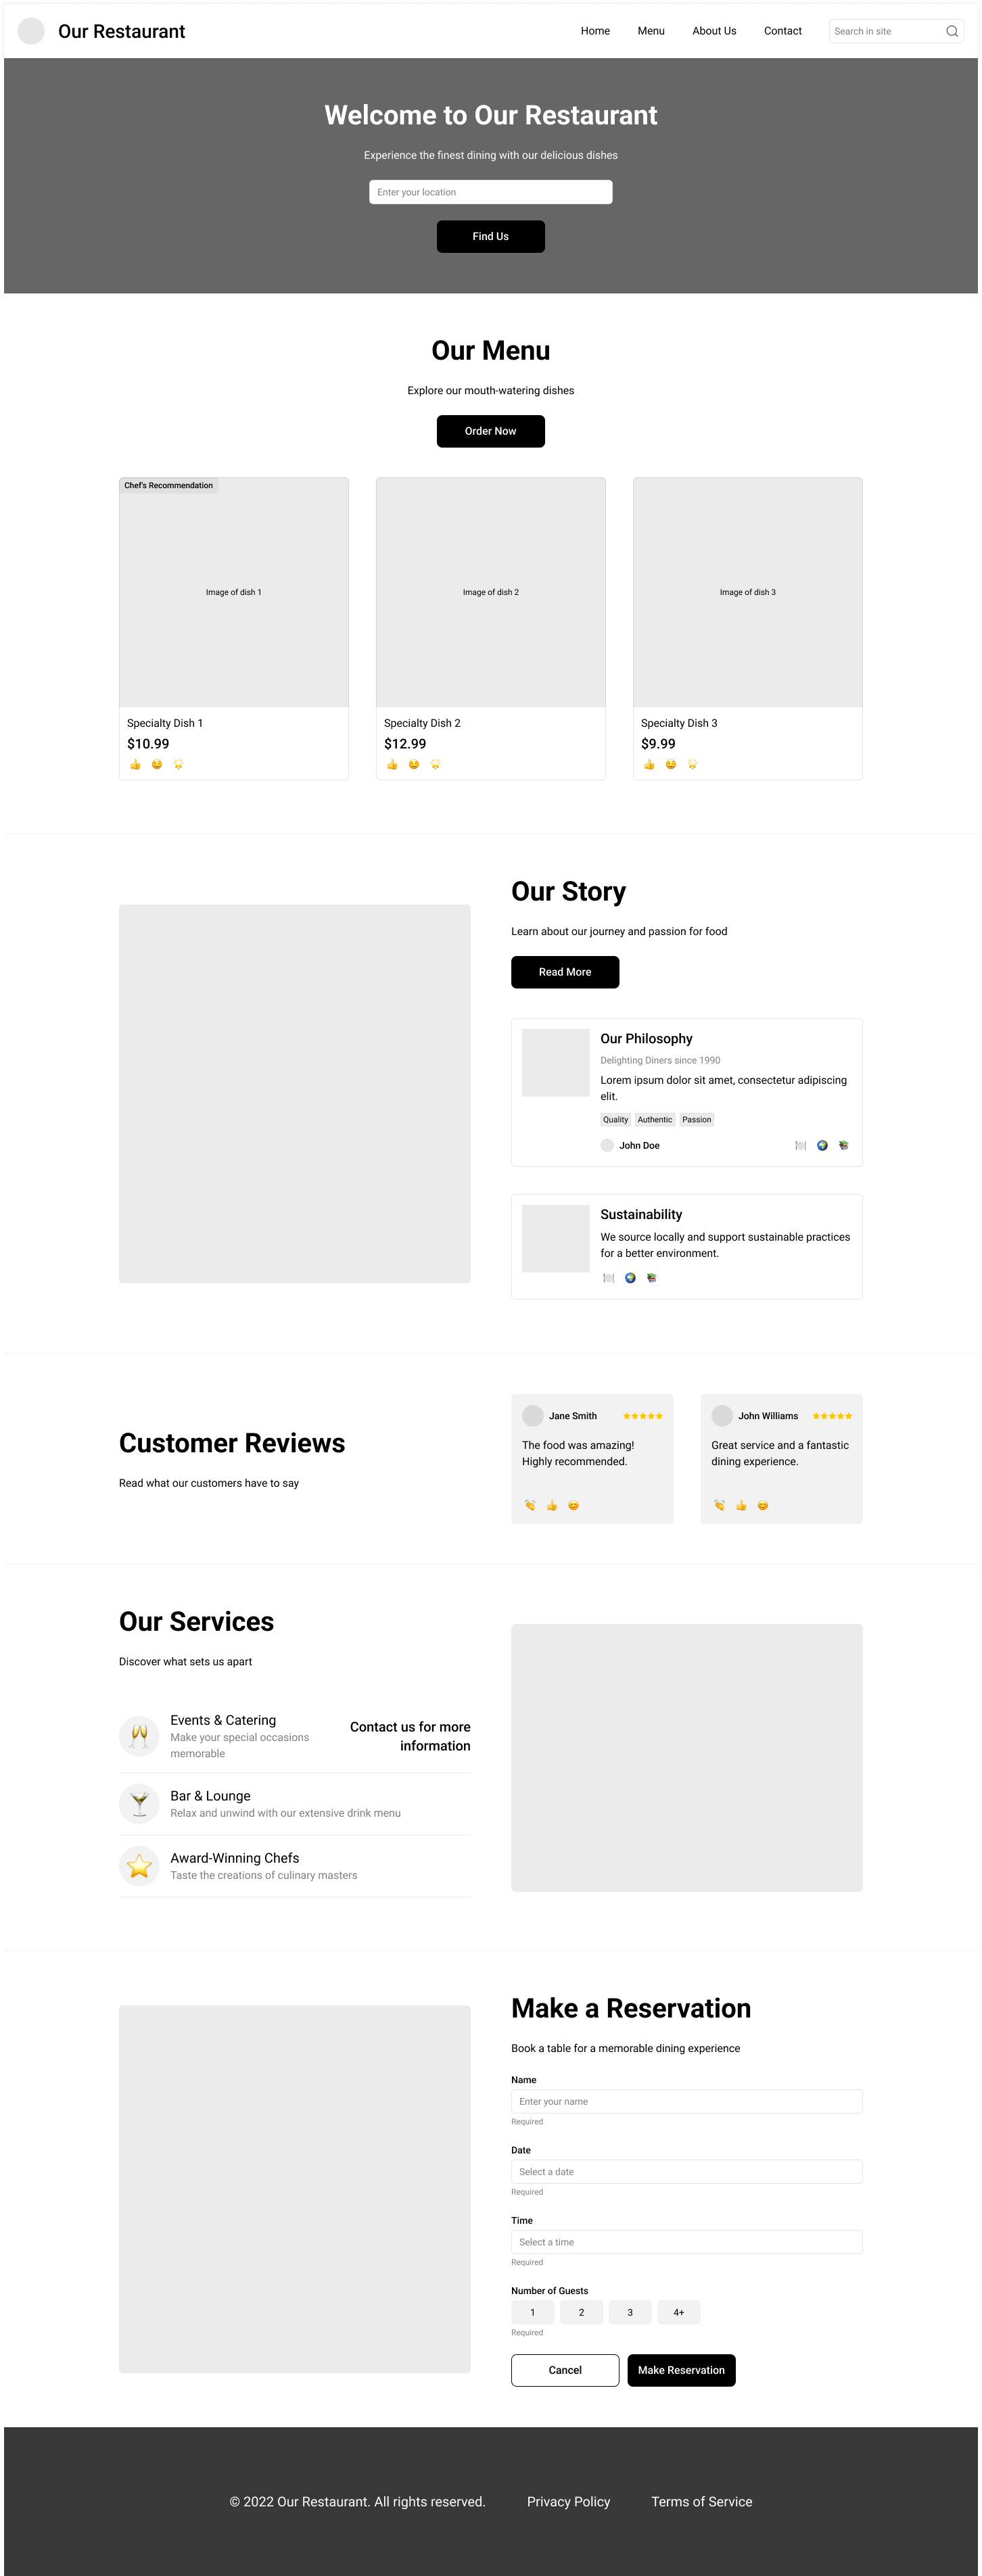 Our Restaurant
Home
Menu
About Us
Contact
Search in site
Welcome to Our Restaurant
Experience the finest dining with our delicious dishes
Enter your location
Find Us
Our Menu
Explore our mouth-watering dishes
Order Now
Chef's Recommendation
Image of dish 1
Specialty Dish 1
$10.99
Image of dish 2
Specialty Dish 2
$12.99
Image of dish 3
Specialty Dish 3
$9.99
Our Story
Learn about our journey and passion for food
Read More
Our Philosophy
Delighting Diners since 1990
Lorem ipsum dolor sit amet, consectetur adipiscing
elit.
Quality
Authentic
Passion
John Doe
Sustainability
We source locally and support sustainable practices
for a better environment.
Customer Reviews
Read what our customers have to say
Jane Smith
The food was amazing!
Highly recommended.
John Williams
Great service and a fantastic
dining experience.
Our Services
Discover what sets us apart
Events & Catering
Make your special occasions
memorable
Contact us for more
information
Bar & Lounge
Relax and unwind with our extensive drink menu
Award-Winning Chefs
Taste the creations of culinary masters
Make a Reservation
Book a table for a memorable dining experience
Name
Enter your name
Required
Date
Select a date
Required
Time
Select a time
Required
Number of Guests
1
2
3
4+
Required
Cancel
Make Reservation
© 2022 Our Restaurant. All rights reserved.
Privacy Policy
Terms of Service